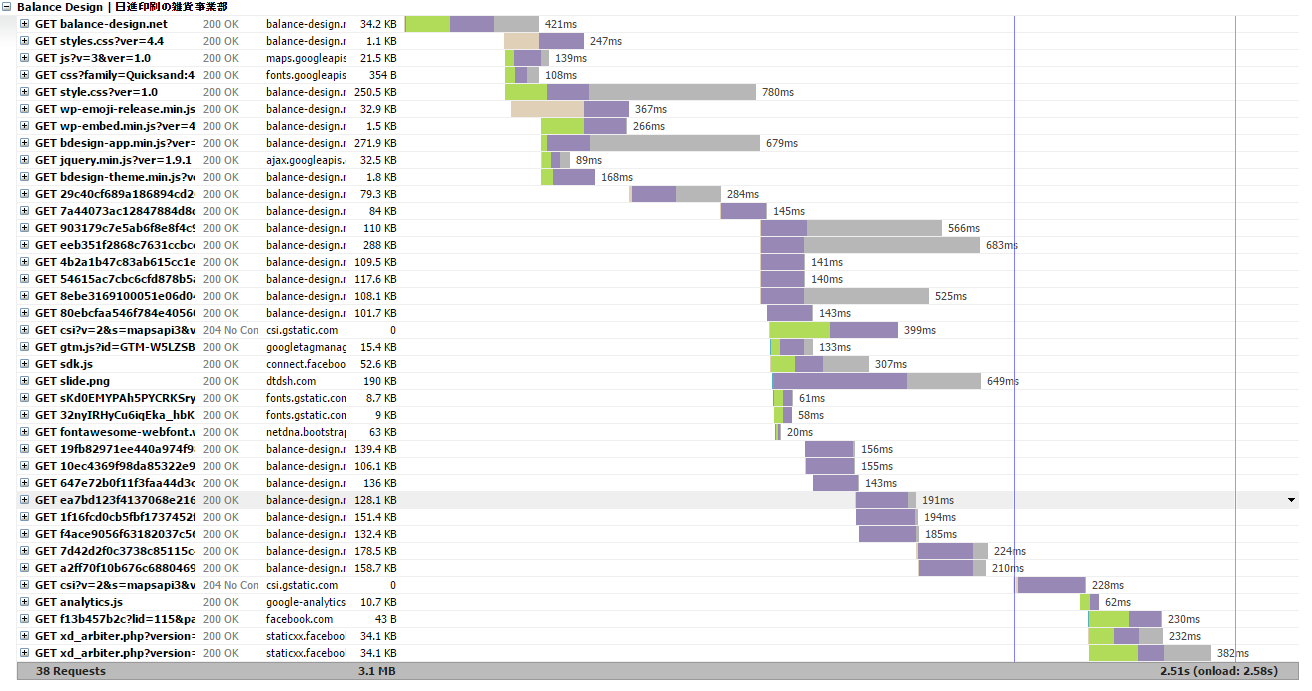 Balance Design | 日進印刷の雑貨事業部
GET balance-design.net 200 OK balance-design.r 34.2 KB 421ms
GET styles.css?ver=4.4 200 OK balance-design.r 1.1 KB 247ms
GET js?v=3&ver=1.0 200 OK maps.googleapis 21.5 KB 139ms
GET css?family=Quicksand:4 200 OK fonts.googleapis 354 B 108ms
GET style.css?ver=1.0 200 OK balance-design.r 250.5 KB 780ms
GET wp-emoji-release.min.js 200 OK balance-design.r 32.9 KB 367ms
GET wp-embed.min.js?ver=4 200 OK balance-design.r 1.5 KB 266ms
GET bdesign-app.min.js?ver= 200 OK balance-design.r 271.9 KB 679ms
GET jquery.min.js?ver=1.9.1 200 OK ajax.googleapis. 32.5 KB 89ms
GET bdesign-theme.min.js?v 200 OK balance-design.r 1.8 KB 168ms
GET 29c40cf689a186894cd2 200 OK balance-design.r 79.3 KB 284ms
GET 7a44073ac12847884d8 200 OK balance-design.r 84 KB 145ms
GET 903179c7e5ab6f8e8f4c9 200 OK balance-design.r 110 KB 566ms
GET eeb351f2868c7631ccbc 200 OK balance-design.r 288 KB 683ms
GET 4b2a1b47c83ab615cc1e 200 OK balance-design.r 109.5 KB 141ms
GET 54615ac7cbc6cfd878b5 200 OK balance-design.r 117.6 KB 140ms
GET 8ebe3169100051e06d0 200 OK balance-design.r 108.1 KB 525ms
GET 80ebcfaa546f784e4056 200 OK balance-design.r 101.7 KB 143ms
GET csi?v=2&s=mapsapi3&v 204 No Con csi.gstatic.com 0 399ms
GET gtm.js?id=GTM-W5LZSB 200 OK googletagmanag 15.4 KB 133ms
GET sdk.js 200 OK connect.faceboo 52.6 KB 307ms
GET slide.png 200 OK dtdsh.com 190 KB 649ms
GET sKd0EMYPAh5PYCRKSry 200 OK fonts.gstatic.com 8.7 KB 61ms
GET 32nyIRHyCu6iqEka_hbK 200 OK fonts.gstatic.com 9 KB 58ms
GET fontawesome-webfont.v 200 OK netdna.bootstrap 63 KB 20ms
GET 19fb82971ee440a974f9 200 OK balance-design.r 139.4 KB 156ms
GET 10ec4369f98da85322e9 200 OK balance-design.r 106.1 KB 155ms
GET 647e72b0f11f3faa44d3c 200 OK balance-design.r 136 KB 143ms
GET ea7bd123f4137068e216 200 OK balance-design.r 128.1 KB 191ms
GET 1f16fcd0cb5fbf1737452f 200 OK balance-design.r 151.4 KB 194ms
GET f4ace9056f63182037c5 200 OK balance-design.r 132.4 KB 185ms
GET 7d42d2f0c3738c85115c 200 OK balance-design.r 178.5 KB 224ms
GET a2ff70f10b676c6880469 200 OK balance-design.r 158.7 KB 210ms
GET csi?v=2&s=mapsapi3&v 204 No Con csi.gstatic.com 0 228ms
GET analytics.js 200 OK google-analytics 10.7 KB 62ms
GET f13b457b2c?lid=115&pa 200 OK facebook.com 43 B 230ms
GET xd_arbiter.php?version= 200 OK staticxx.faceboo 34.1 KB 232ms
GET xd_arbiter.php?version= 200 OK staticxx.faceboo 34.1 KB 382ms
38 Requests 3.1 MB 2.51s (onload: 2.58s)